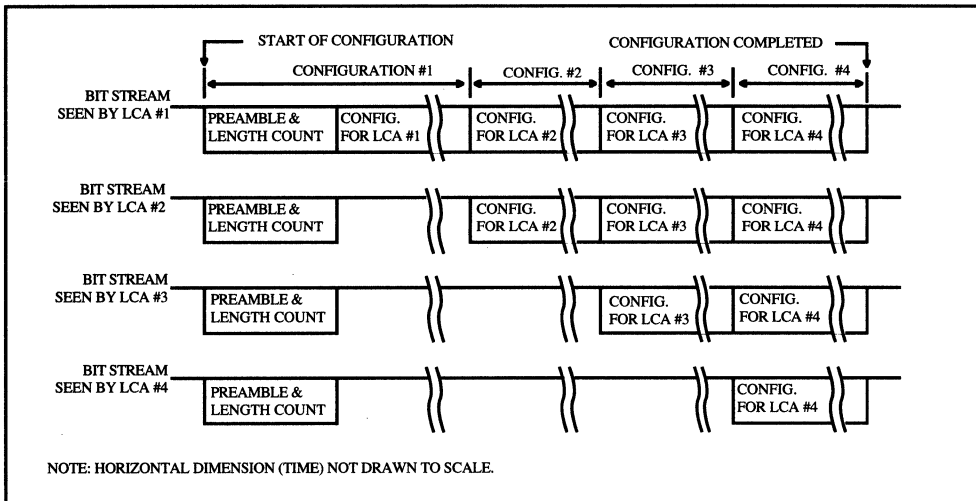 START OF CONFIGURATION
CONFIGURATION COMPLETED
CONFIGURATION #1
CONFIG. #2
CONFIG. #3
CONFIG. #4
BIT STREAM
SEEN BY LCA #1
PREAMBLE &
LENGTH COUNT
CONFIG.
FOR LCA #1
CONFIG.
FOR LCA #2
CONFIG.
FOR LCA #3
CONFIG.
FOR LCA #4
BIT STREAM
SEEN BY LCA #2
PREAMBLE &
LENGTH COUNT
CONFIG.
FOR LCA #2
CONFIG.
FOR LCA #3
CONFIG.
FOR LCA #4
BIT STREAM
SEEN BY LCA #3
PREAMBLE &
LENGTH COUNT
CONFIG.
FOR LCA #3
CONFIG.
FOR LCA #4
BIT STREAM
SEEN BY LCA #4
PREAMBLE &
LENGTH COUNT
CONFIG.
FOR LCA #4
NOTE: HORIZONTAL DIMENSION (TIME) NOT DRAWN TO SCALE.